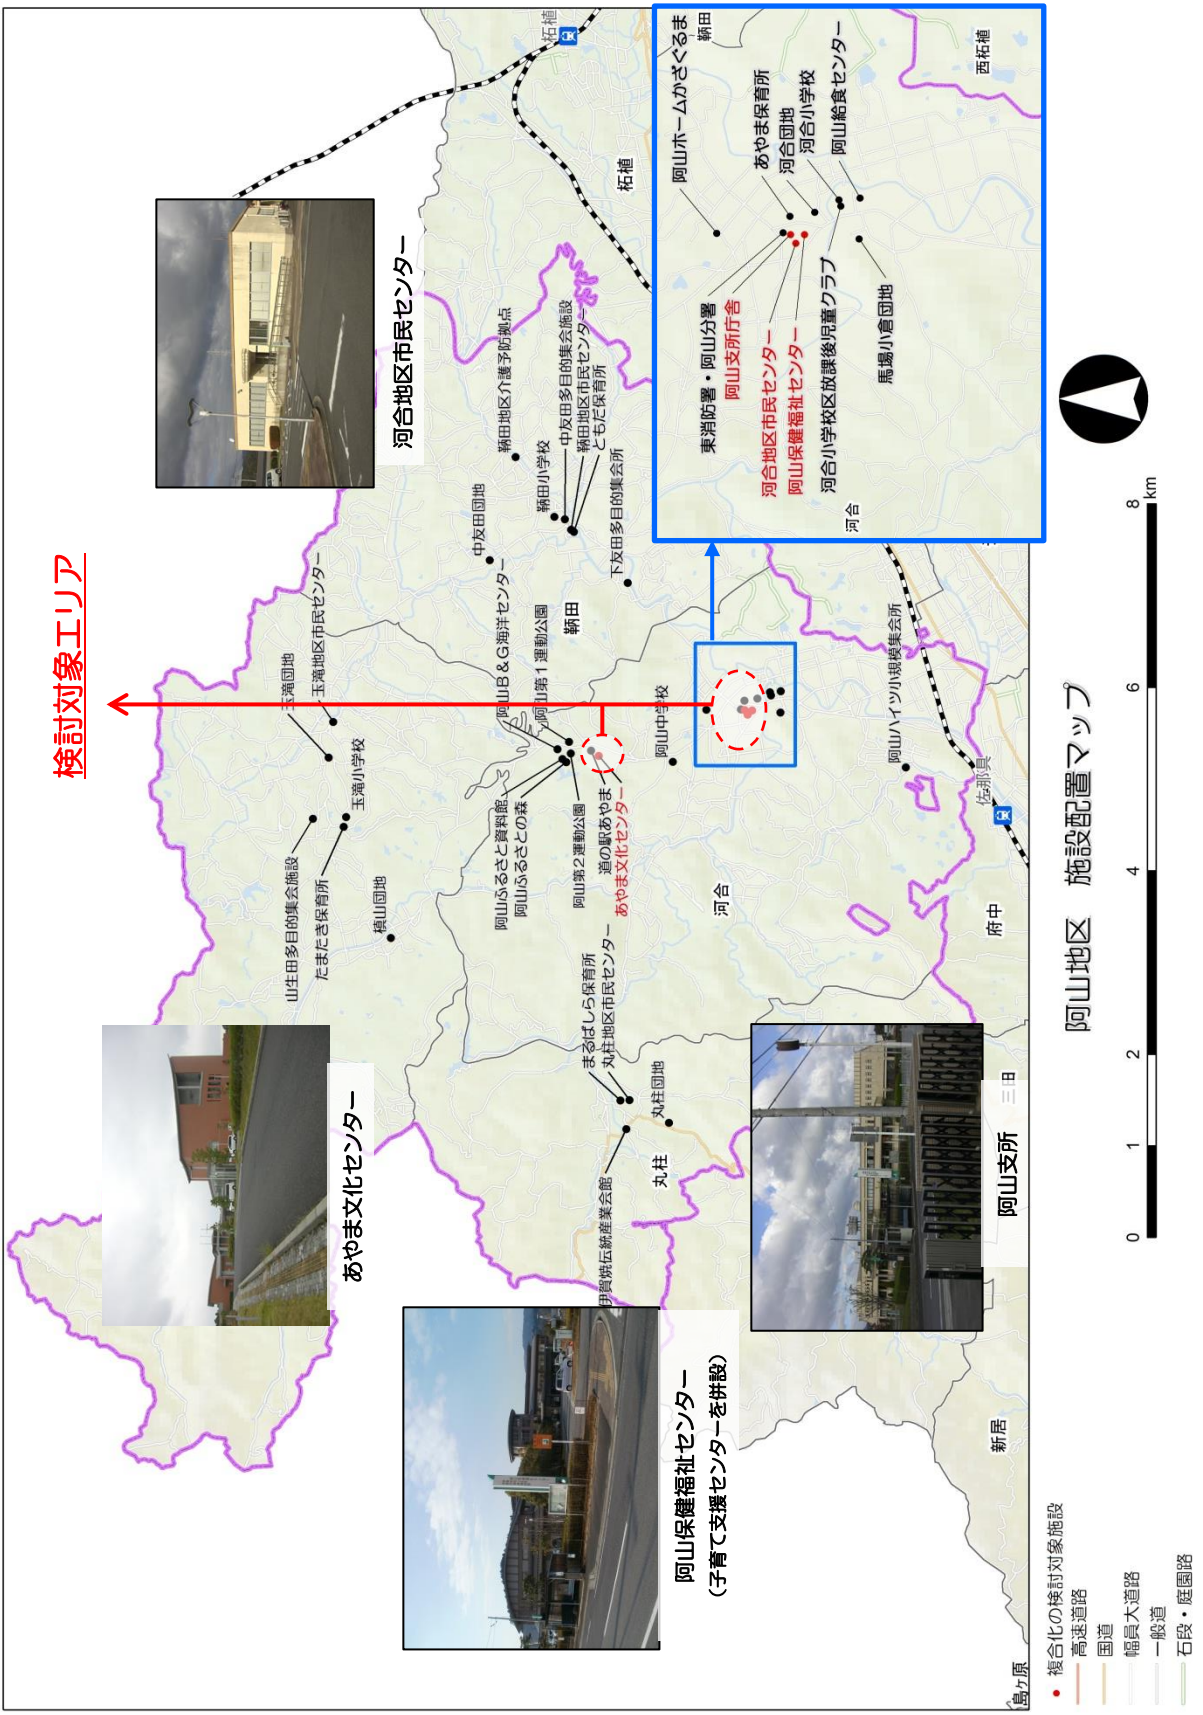 検討対象エリア
河合地区市民センター
あやま文化センター
阿山保健福祉センター
(子育て支援センターを併設)
阿山支所
柘植
柘植
玉滝団地
玉滝地区市民センター
玉滝小学校
山生田多目的集会施設
たまたき保育所
槙山団地
鞆田地区介護予防拠点
中友田団地
鞆田小学校
中友田多目的集会施設
鞆田地区市民センター
ともだ保育所
下友田多目的集会所
鞆田
阿山B&G海洋センター
阿山第1運動公園
阿山ふるさと資料館
阿山ふるさとの森
阿山第2運動公園
道の駅あやま
あやま文化センター
阿山中学校
河合
まるばしら保育所
丸柱地区市民センター
丸柱団地
伊賀焼伝統産業会館
丸柱
阿山ハイツ小規模集会所
佐那具
府中
三田
新居
島ヶ原
鞆田
西柘植
阿山ホームかざぐるま
あやま保育所
河合団地
河合小学校
阿山給食センター
東消防署・阿山分署
阿山支所庁舎
河合地区市民センター
阿山保健福祉センター
河合小学校区放課後児童クラブ
馬場小倉団地
河合
阿山地区 施設配置マップ
0 1 2 4 6 8
km
複合化の検討対象施設
高速道路
国道
幅員大道路
一般道
石段・庭園路